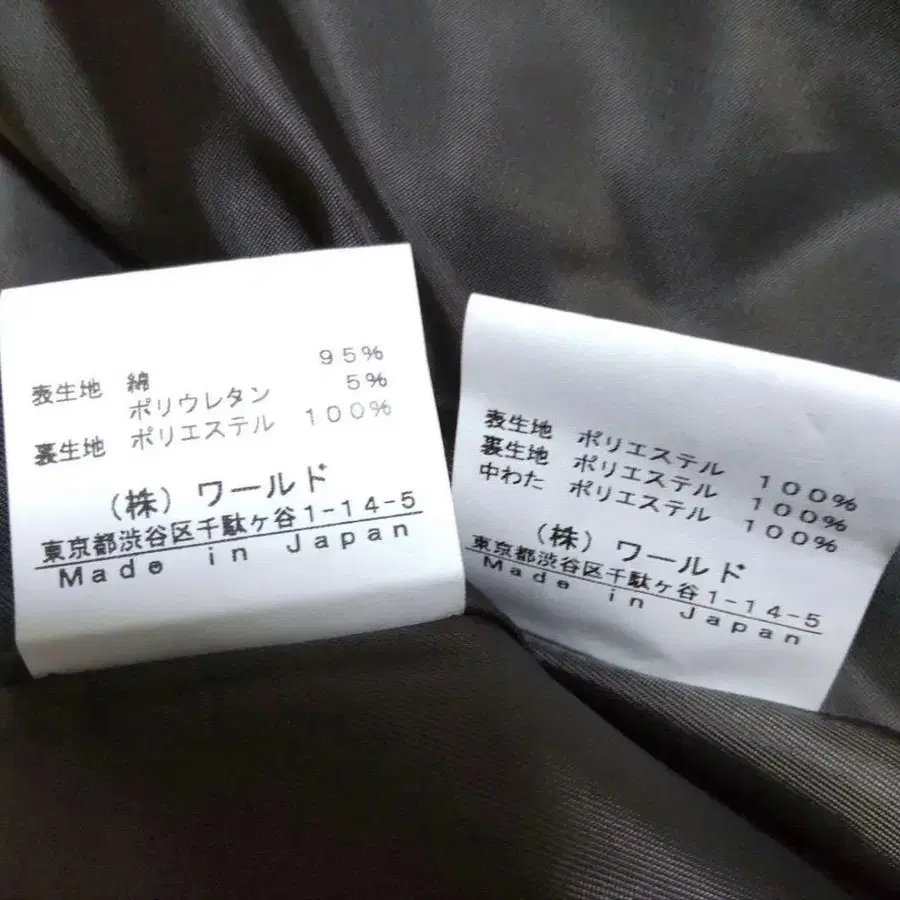 表生地 綿 95%
ポリウレタン 5%
裏生地 ポリエステル 100%
(株) ワールド
東京都渋谷区千駄ヶ谷1-14-5
Made in Japan
表生地 ポリエステル 100%
裏生地 ポリエステル 100%
中わた ポリエステル 100%
(株) ワールド
東京都渋谷区千駄ヶ谷1-14-5
Made in Japan